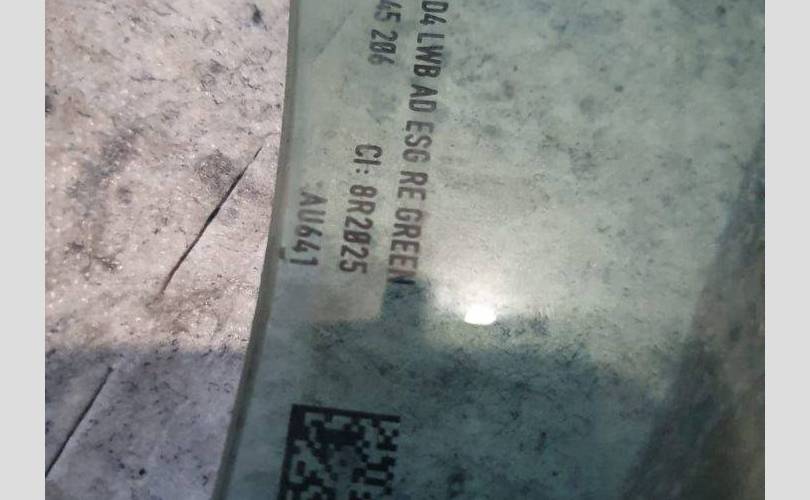 D4 LWB AD ESG RE GREEN
45 206 CI: 8R2025
AU641